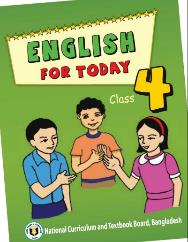 ENGLISH
FOR TODAY
Class 4
National Curriculum and Textbook Board, Bangladesh